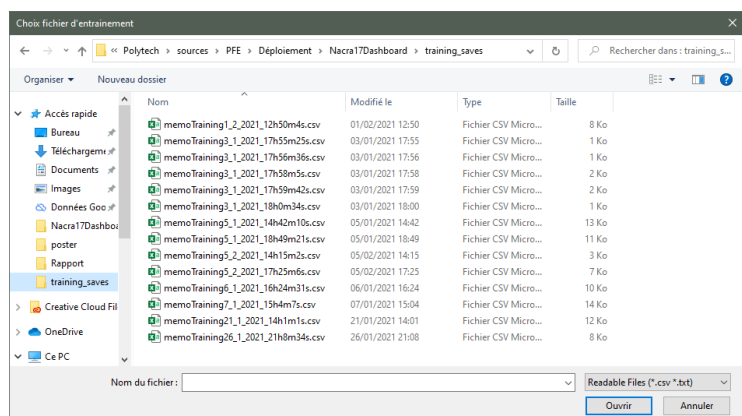 Choix fichier d'entrainement
« Polytech > sources > PFE > Déploiement > Nacra17Dashboard > training_saves
Rechercher dans : training_s...
Organiser Nouveau dossier
Nom Modifié le Type Taille
Accès rapide
Bureau
Téléchargeme
Documents
Images
Données Goo
Nacra17Dashboa
poster
Rapport
training_saves
Creative Cloud Fil
OneDrive
Ce PC
memoTraining1_2_2021_12h50m4s.csv 01/02/2021 12:50 Fichier CSV Micro... 8 Ko
memoTraining3_1_2021_17h55m25s.csv 03/01/2021 17:55 Fichier CSV Micro... 1 Ko
memoTraining3_1_2021_17h56m36s.csv 03/01/2021 17:56 Fichier CSV Micro... 1 Ko
memoTraining3_1_2021_17h58m5s.csv 03/01/2021 17:58 Fichier CSV Micro... 2 Ko
memoTraining3_1_2021_17h59m42s.csv 03/01/2021 17:59 Fichier CSV Micro... 2 Ko
memoTraining3_1_2021_18h0m34s.csv 03/01/2021 18:00 Fichier CSV Micro... 1 Ko
memoTraining5_1_2021_14h42m10s.csv 05/01/2021 14:42 Fichier CSV Micro... 13 Ko
memoTraining5_1_2021_18h49m21s.csv 05/01/2021 18:49 Fichier CSV Micro... 11 Ko
memoTraining5_2_2021_14h15m2s.csv 05/02/2021 14:15 Fichier CSV Micro... 3 Ko
memoTraining5_2_2021_17h25m6s.csv 05/02/2021 17:25 Fichier CSV Micro... 7 Ko
memoTraining6_1_2021_16h24m31s.csv 06/01/2021 16:24 Fichier CSV Micro... 10 Ko
memoTraining7_1_2021_15h4m7s.csv 07/01/2021 15:04 Fichier CSV Micro... 14 Ko
memoTraining21_1_2021_14h1m1s.csv 21/01/2021 14:01 Fichier CSV Micro... 12 Ko
memoTraining26_1_2021_21h8m34s.csv 26/01/2021 21:08 Fichier CSV Micro... 8 Ko
Nom du fichier : Readable Files (*.csv *.txt)
Ouvrir Annuler